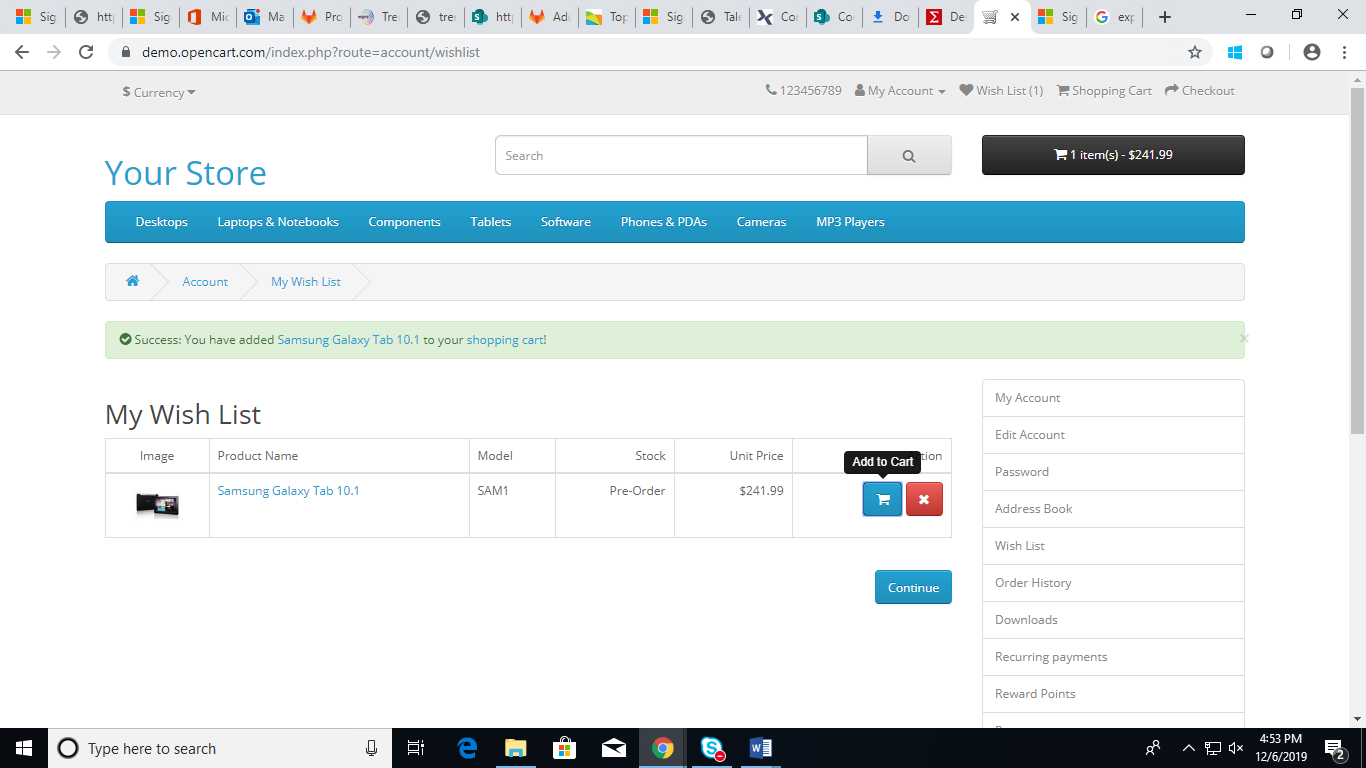 Sig
http
Sig
Mic
Ma
Pro
Tre
tre
http
Ad
Top
Sig
Tale
Co
Co
Do
De
Sig
exp
demo.opencart.com/index.php?route=account/wishlist
$ Currency 123456789 My Account Wish List (1) Shopping Cart Checkout
Your Store
Search
1 item(s) - $241.99
Desktops Laptops & Notebooks Components Tablets Software Phones & PDAs Cameras MP3 Players
Account My Wish List
Success: You have added Samsung Galaxy Tab 10.1 to your shopping cart!
×
My Wish List
Image Product Name Model Stock Unit Price tion
Add to Cart
Samsung Galaxy Tab 10.1 SAM1 Pre-Order $241.99
Continue
My Account
Edit Account
Password
Address Book
Wish List
Order History
Downloads
Recurring payments
Reward Points
Type here to search
4:53 PM
12/6/2019
2